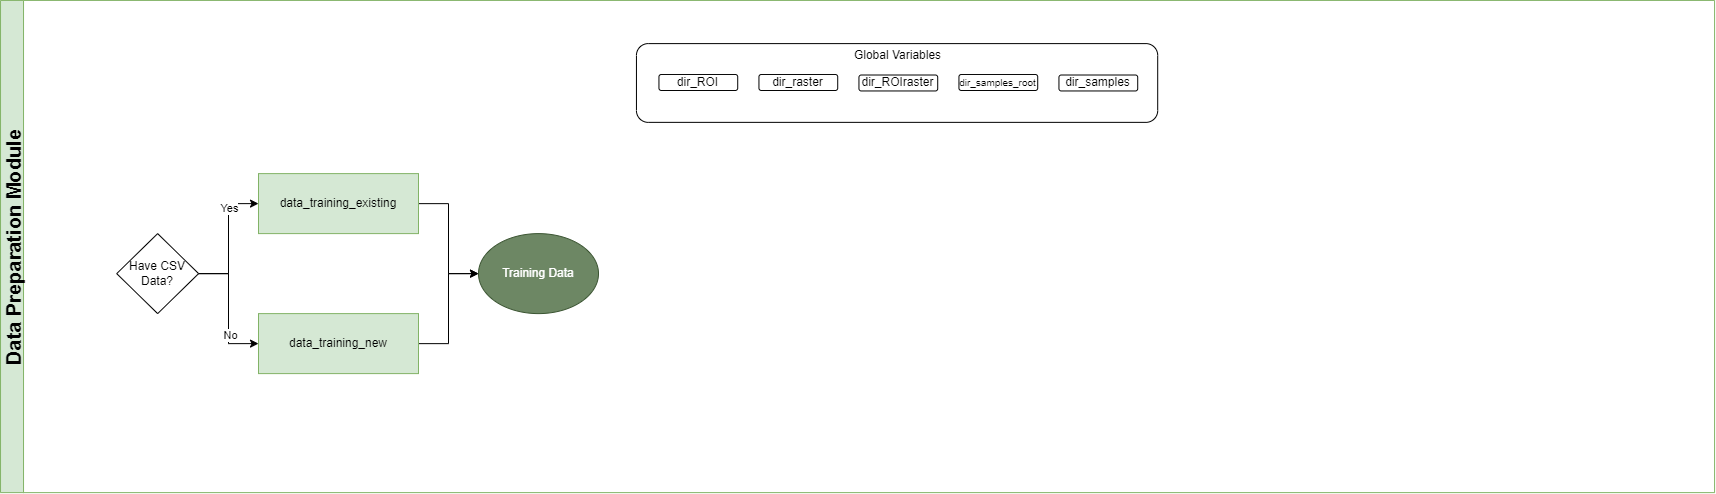 Data Preparation Module
Global Variables
dir_ROI
dir_raster
dir_ROIraster
dir_samples_root
dir_samples
Have CSV
Data?
Yes
data_training_existing
No
data_training_new
Training Data